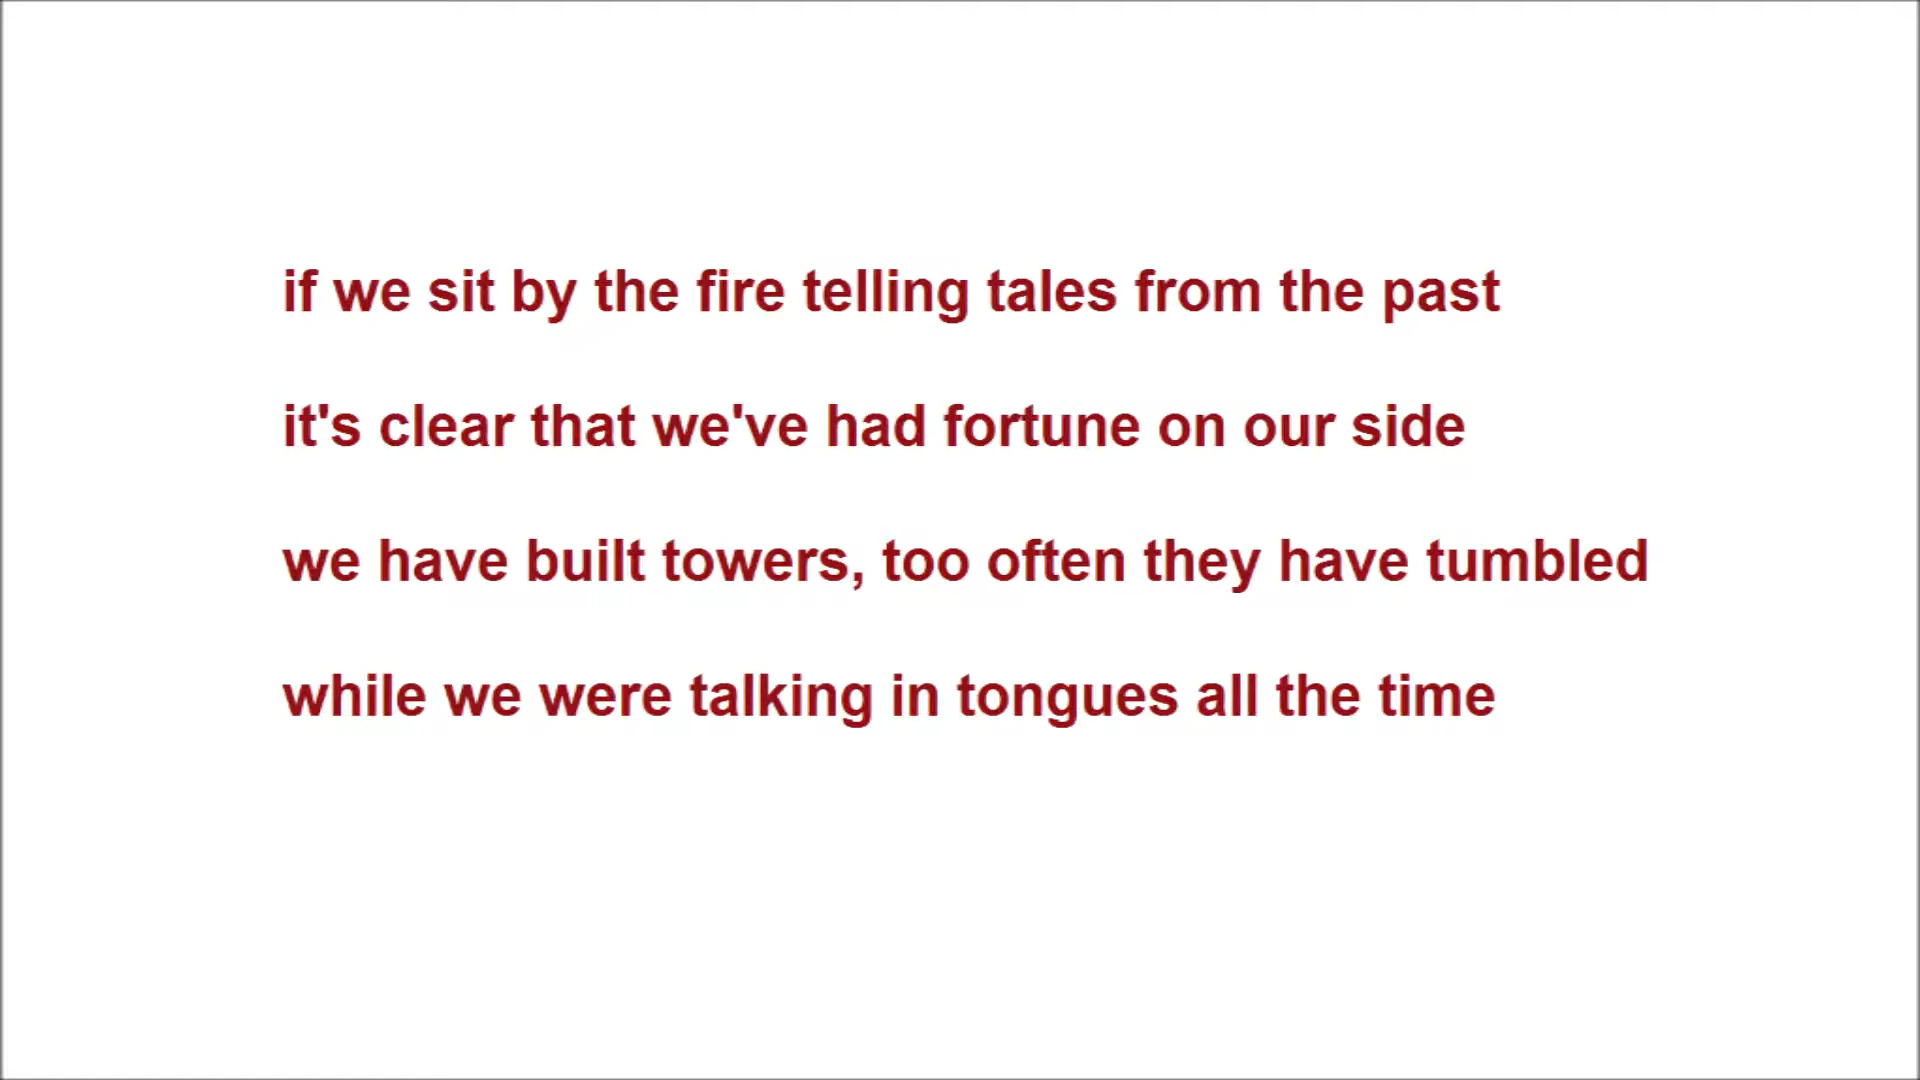 if we sit by the fire telling tales from the past
it's clear that we've had fortune on our side
we have built towers, too often they have tumbled
while we were talking in tongues all the time